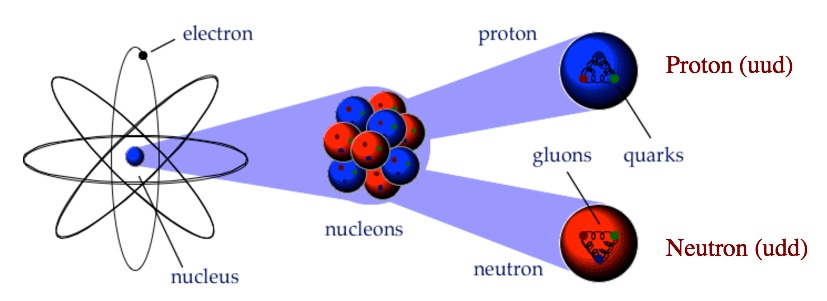 electron
proton
Proton (uud)
gluons
quarks
nucleons
Neutron (udd)
neutron
nucleus